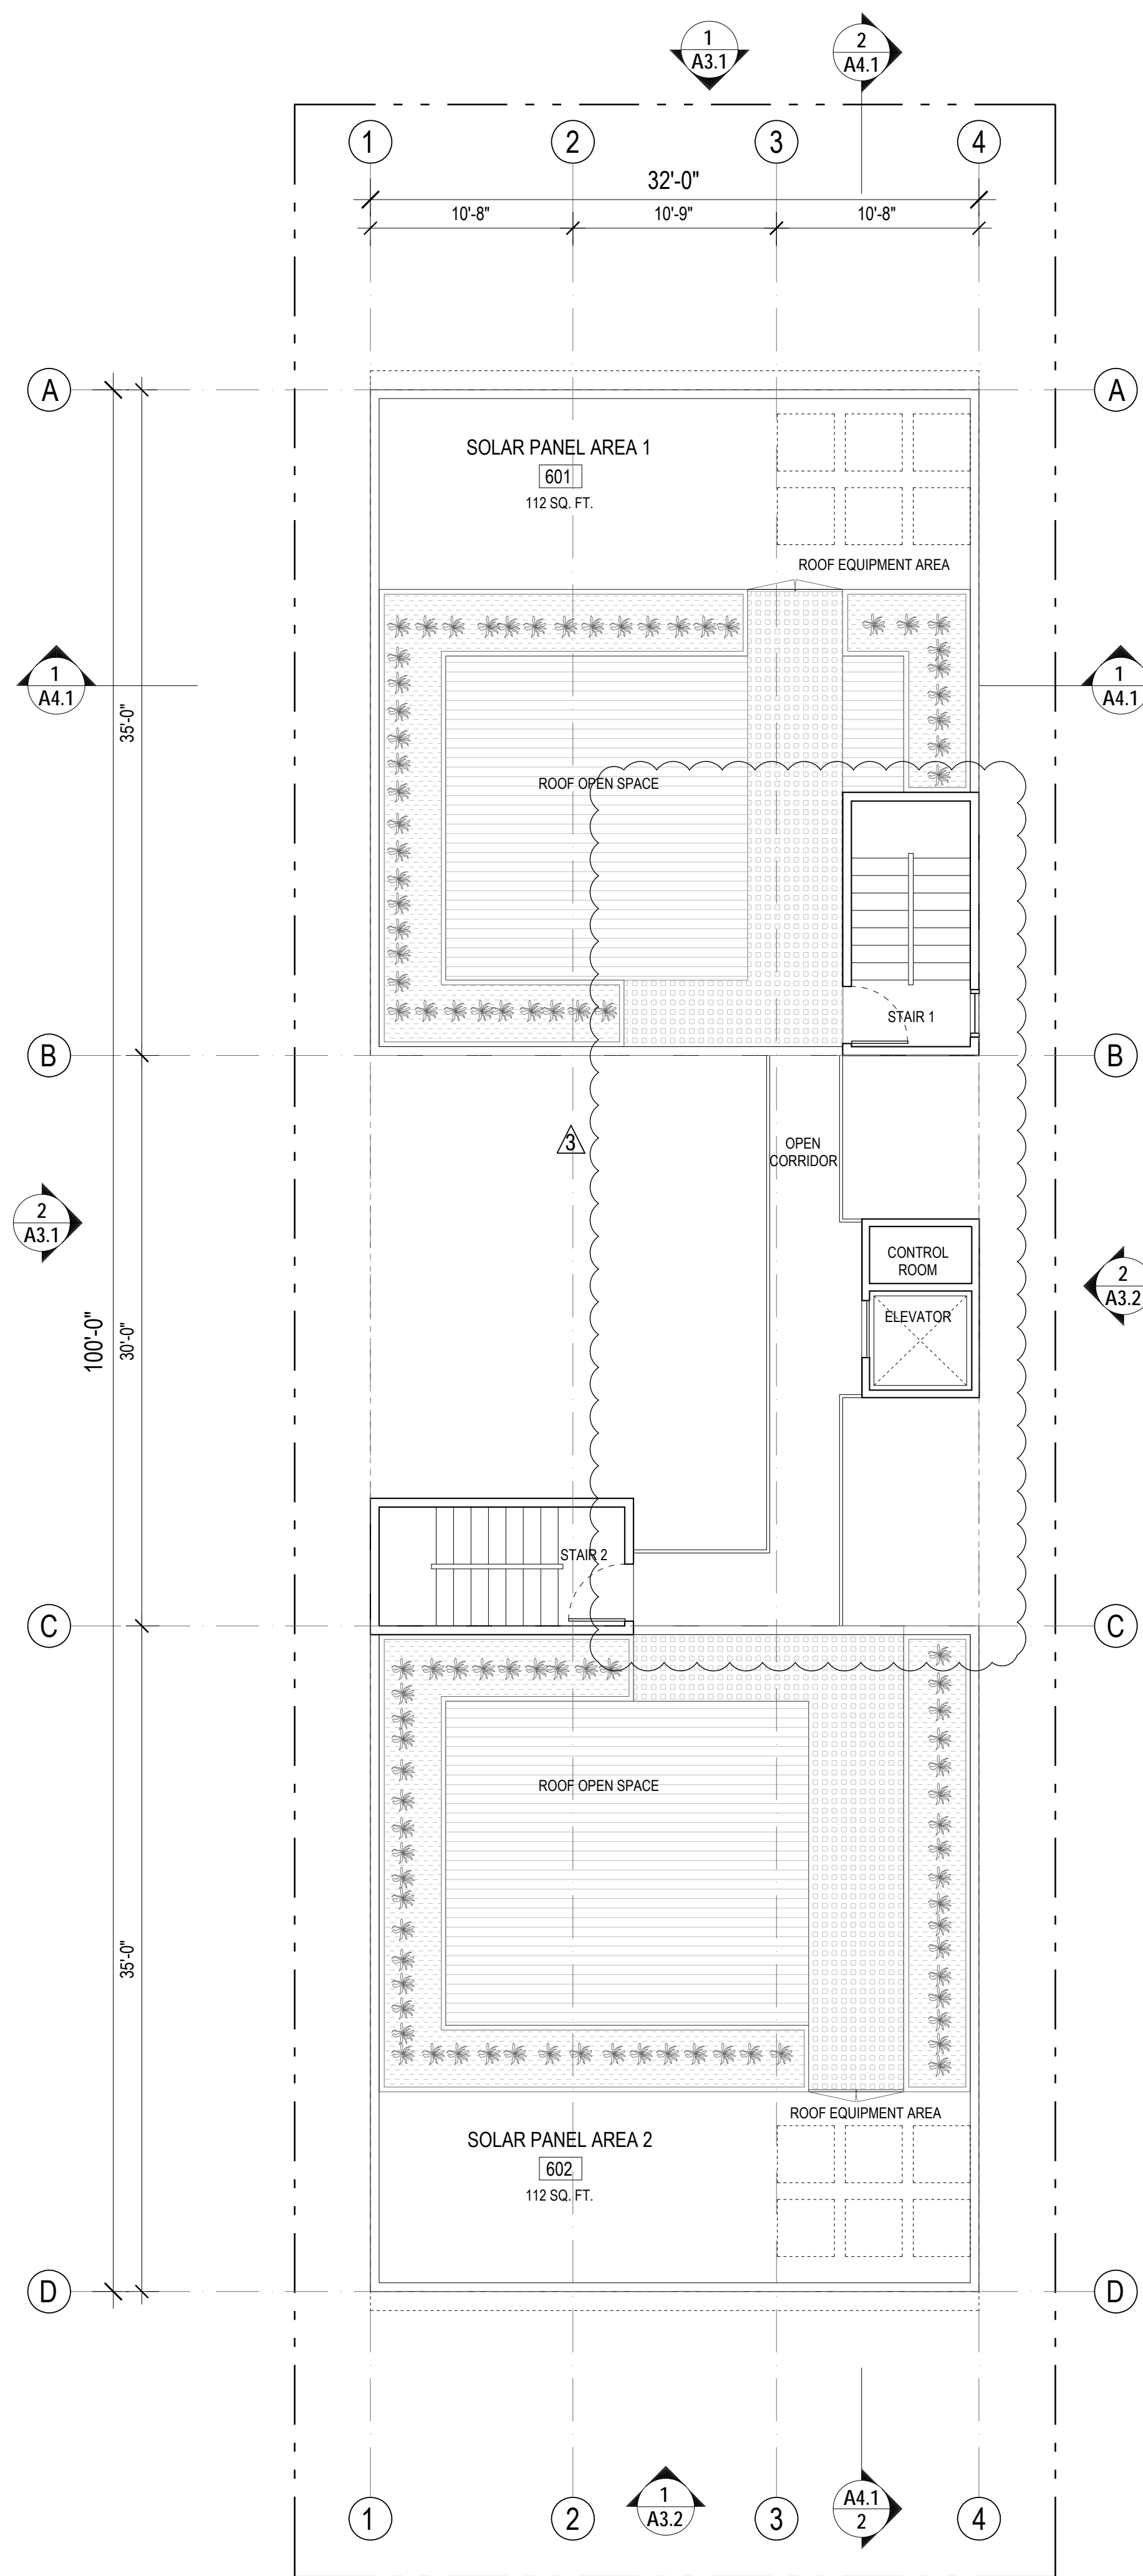 1
A3.1
2
A4.1
1
2
3
4
32'-0"
10'-8"
10'-9"
10'-8"
A
A
SOLAR PANEL AREA 1
601
112 SQ. FT.
ROOF EQUIPMENT AREA
1
A4.1
1
A4.1
35'-0"
ROOF OPEN SPACE
STAIR 1
B
B
3
OPEN
CORRIDOR
2
A3.1
CONTROL
ROOM
2
A3.2
ELEVATOR
100'-0"
30'-0"
STAIR 2
C
C
ROOF OPEN SPACE
35'-0"
ROOF EQUIPMENT AREA
SOLAR PANEL AREA 2
602
112 SQ. FT.
D
D
1
2
1
A3.2
3
A4.1
2
4